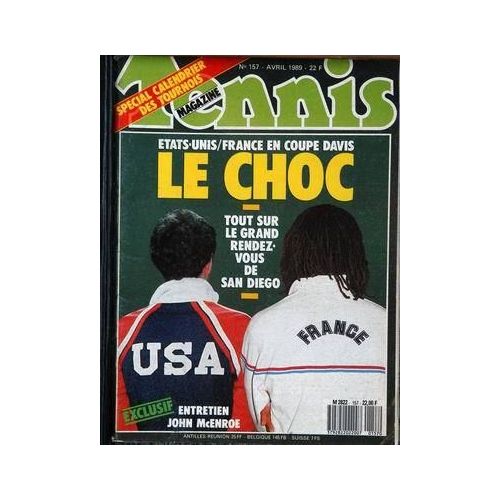 Nº 157 - AVRIL 1989 - 22 F
Tennis
SPECIAL CALENDRIER
DES TOURNOIS
MAGAZINE
ETATS-UNIS/FRANCE EN COUPE DAVIS
LE CHOC
TOUT SUR
LE GRAND
RENDEZ-
VOUS
DE
SAN DIEGO
USA
FRANCE
EXCLUSIF
ENTRETIEN
JOHN McENROE
M 2822 - 157 - 22,00 F
ANTILLES REUNION 25 FF - BELGIQUE 145 FB - SUISSE 7 FS